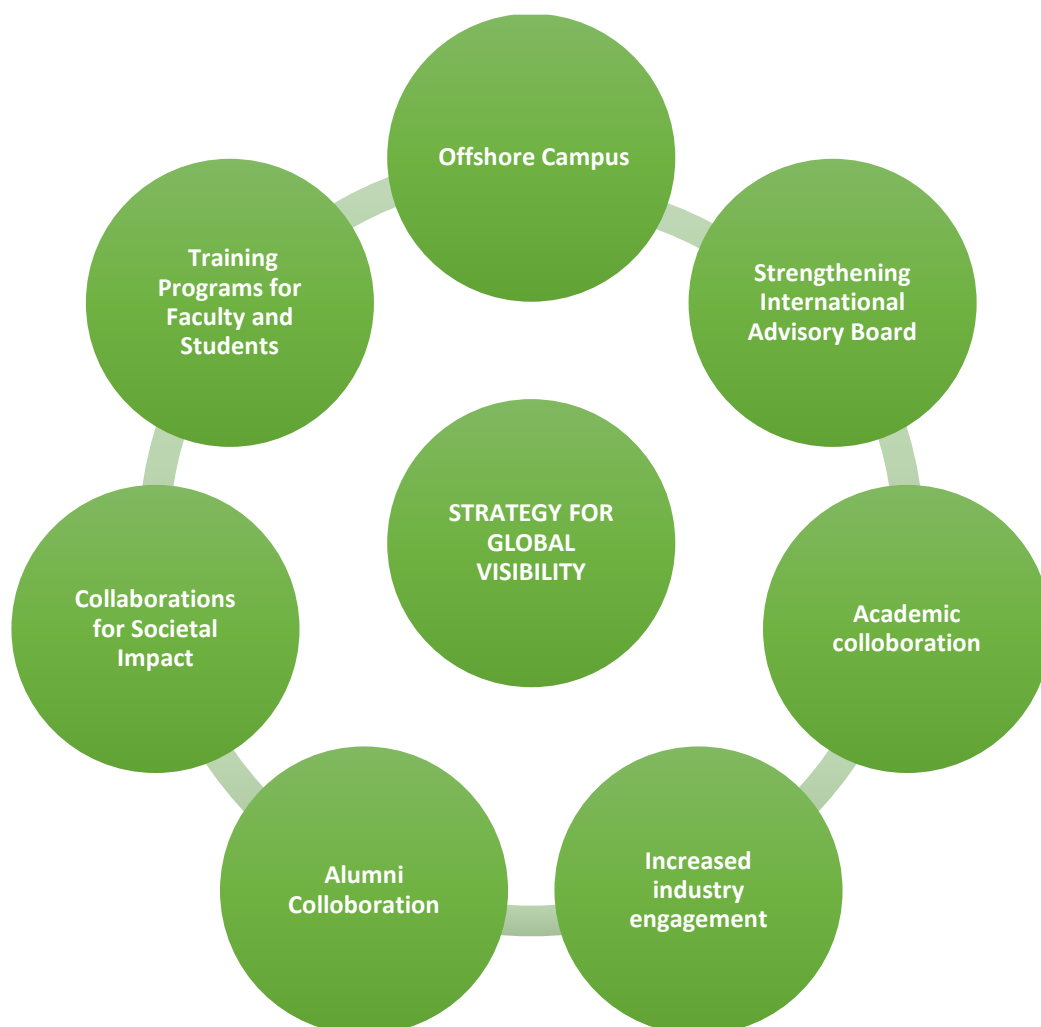 Offshore Campus
Strengthening
International
Advisory Board
Academic
colloboration
Increased
industry
engagement
Alumni
Colloboration
Collaborations
for Societal
Impact
Training
Programs for
Faculty and
Students
STRATEGY FOR
GLOBAL
VISIBILITY